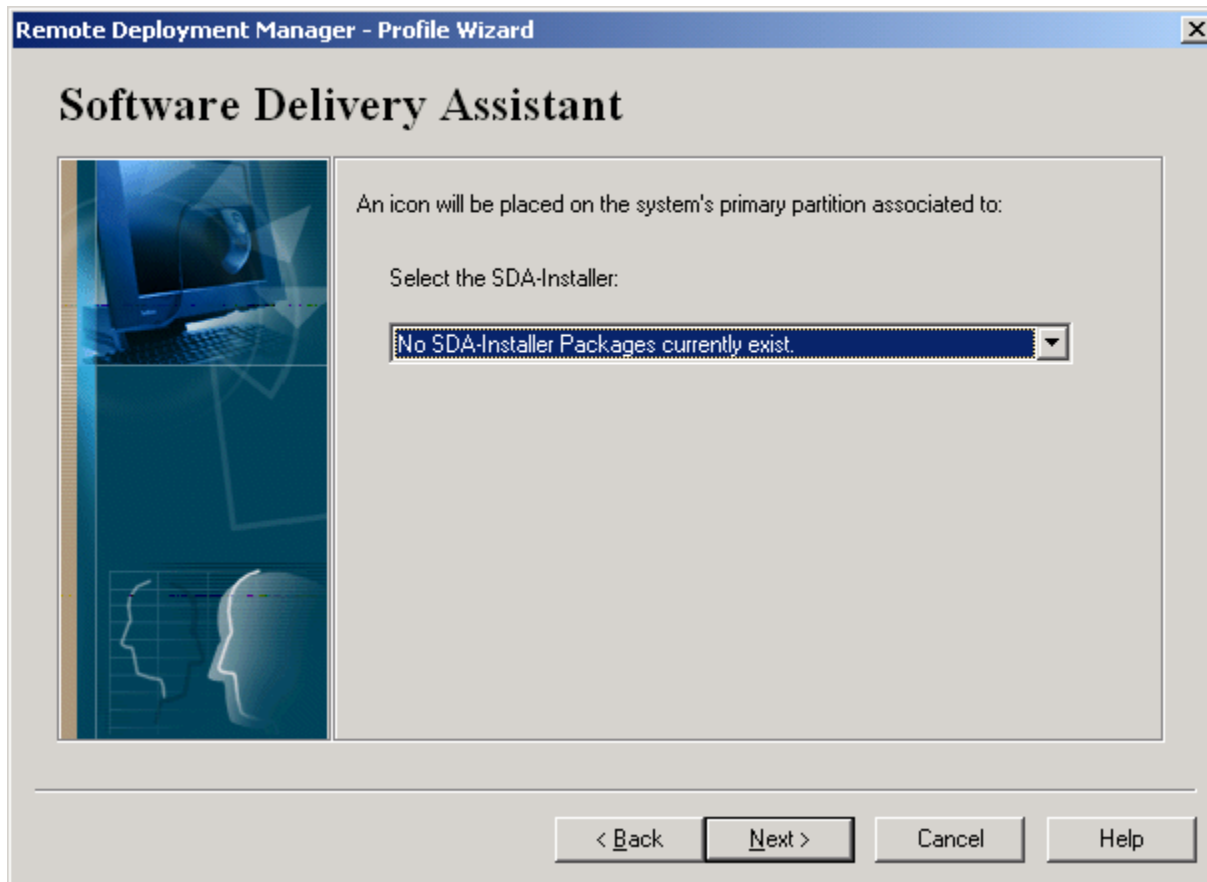 Remote Deployment Manager - Profile Wizard
Software Delivery Assistant
An icon will be placed on the system's primary partition associated to:
Select the SDA-Installer:
No SDA-Installer Packages currently exist.
< Back Next > Cancel Help